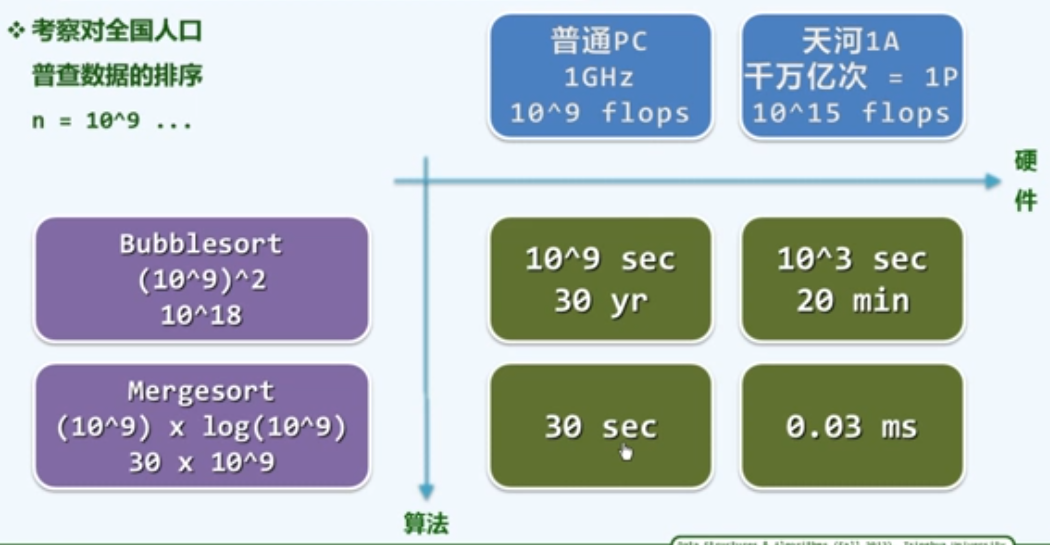 ❖ 考察对全国人口
普查数据的排序
n = 10^9 ...
普通PC
1GHz
10^9 flops
天河1A
千万亿次 = 1P
10^15 flops
硬
件
Bubblesort
(10^9)^2
10^18
10^9 sec
30 yr
10^3 sec
20 min
Mergesort
(10^9) x log(10^9)
30 x 10^9
30 sec
0.03 ms
算法